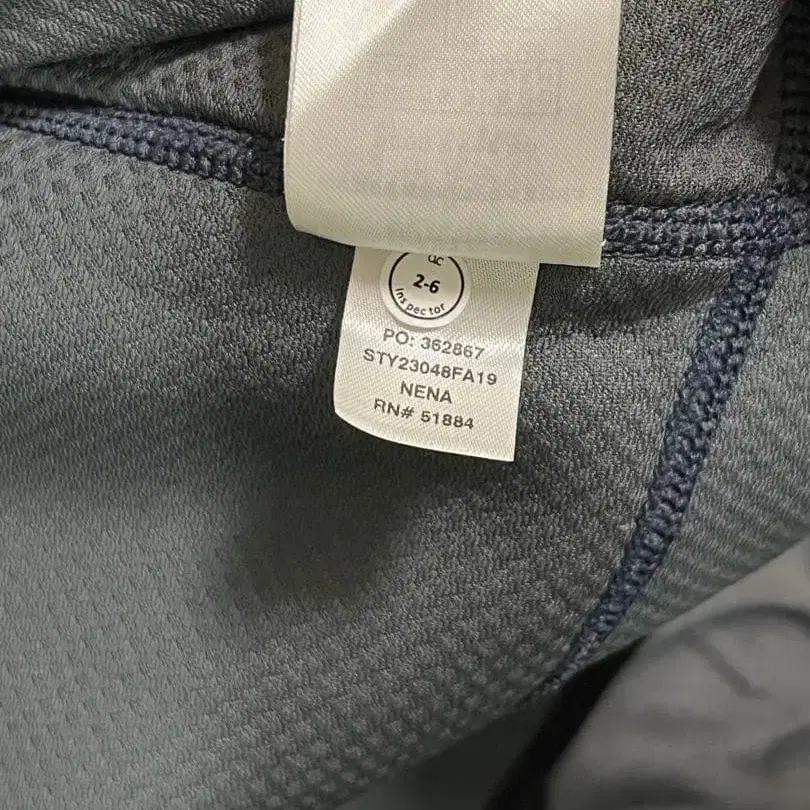 QC
2-6
Inspector
PO: 362867
STY23048FA19
NENA
RN# 51884